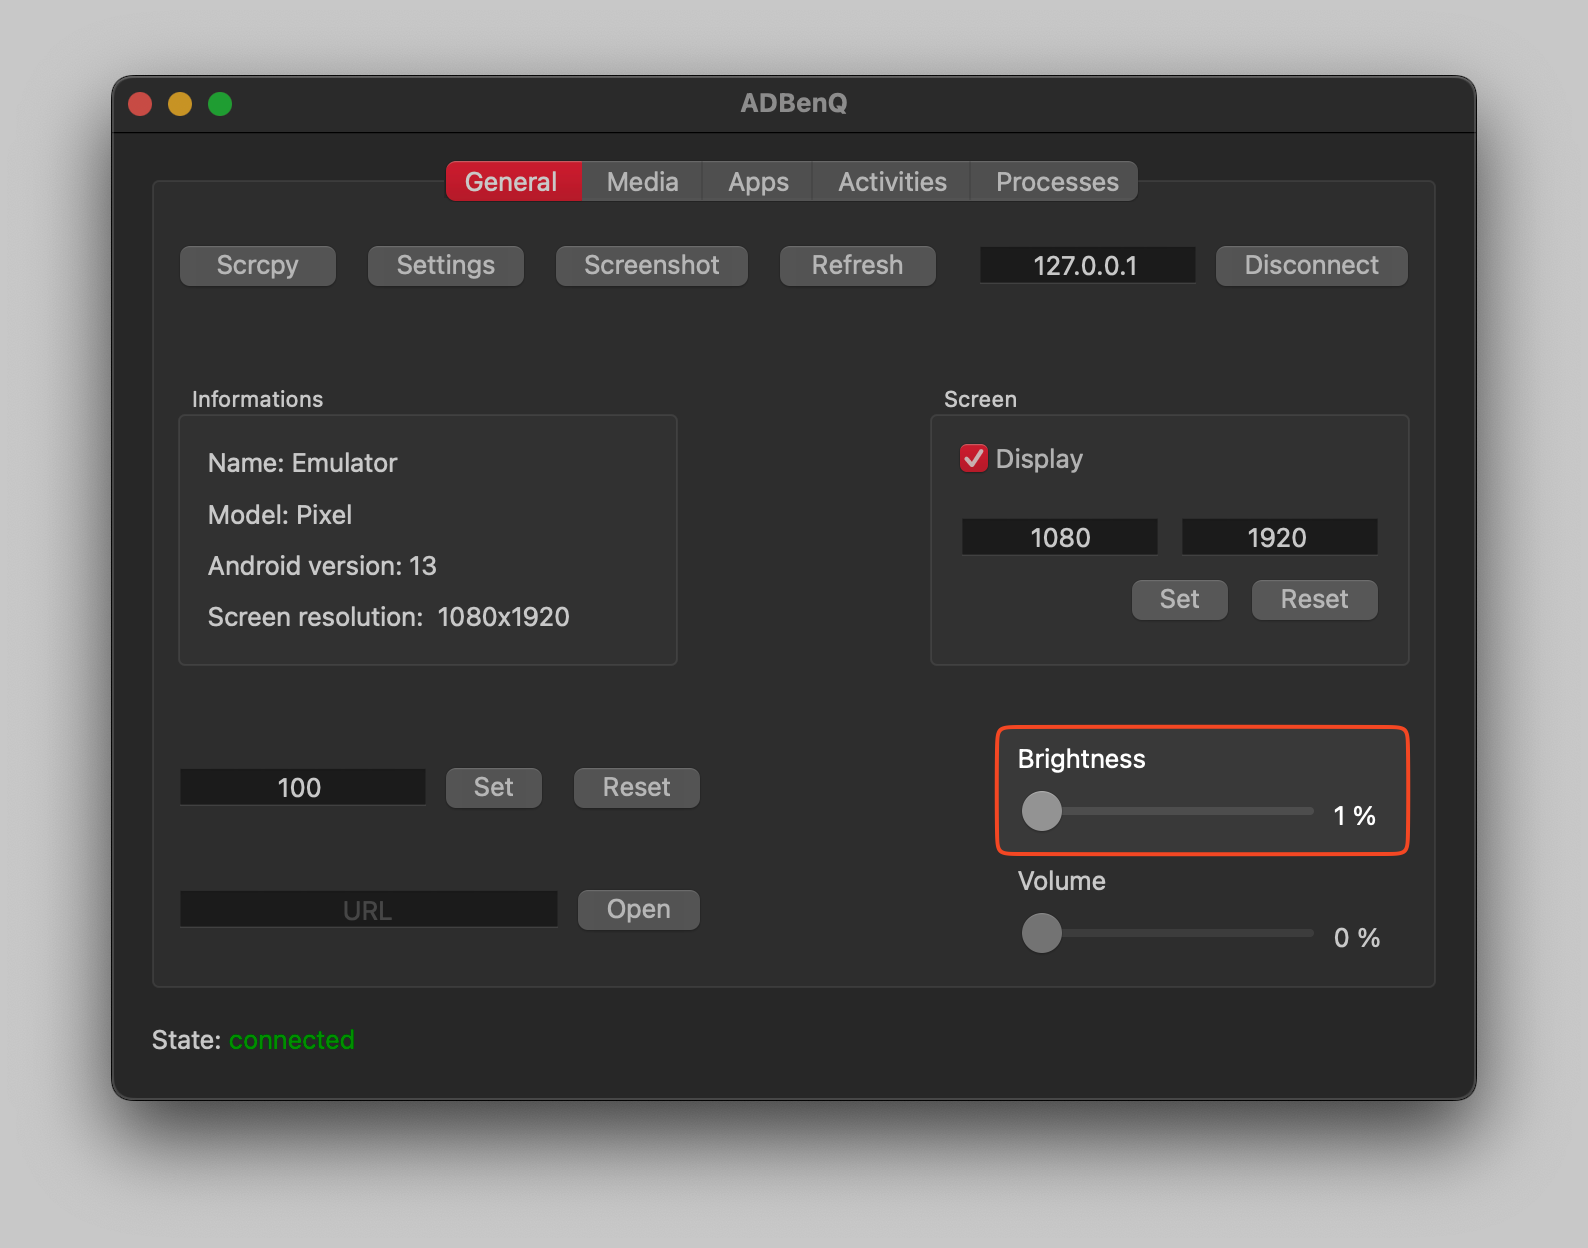 ADBenQ
General Media Apps Activities Processes
Scrcpy Settings Screenshot Refresh 127.0.0.1 Disconnect
Informations
Name: Emulator
Model: Pixel
Android version: 13
Screen resolution: 1080x1920
Screen
Display
1080 1920
Set Reset
100 Set Reset
URL Open
Brightness
1 %
Volume
0 %
State: connected